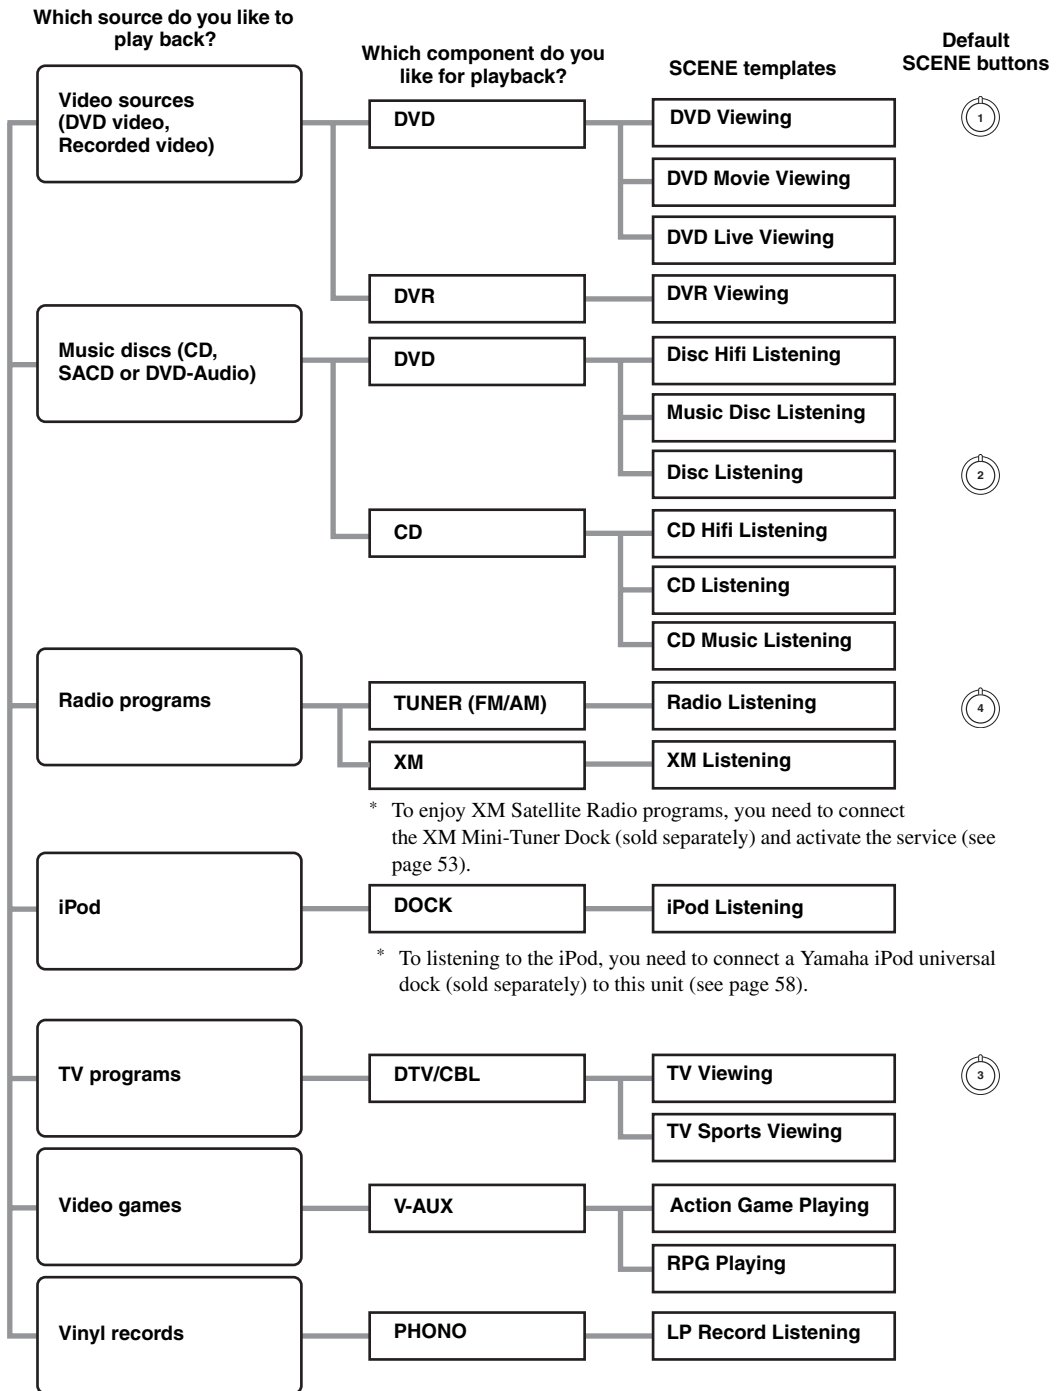 Which source do you like to
play back?
Which component do you
like for playback?
SCENE templates
Default
SCENE buttons
Video sources
(DVD video,
Recorded video)
DVD
DVD Viewing
1
DVD Movie Viewing
DVD Live Viewing
DVR
DVR Viewing
Music discs (CD,
SACD or DVD-Audio)
DVD
Disc Hifi Listening
Music Disc Listening
Disc Listening
2
CD
CD Hifi Listening
CD Listening
CD Music Listening
Radio programs
TUNER (FM/AM)
Radio Listening
4
XM
XM Listening
* To enjoy XM Satellite Radio programs, you need to connect
the XM Mini-Tuner Dock (sold separately) and activate the service (see
page 53).
iPod
DOCK
iPod Listening
* To listening to the iPod, you need to connect a Yamaha iPod universal
dock (sold separately) to this unit (see page 58).
TV programs
DTV/CBL
TV Viewing
3
TV Sports Viewing
Video games
V-AUX
Action Game Playing
RPG Playing
Vinyl records
PHONO
LP Record Listening